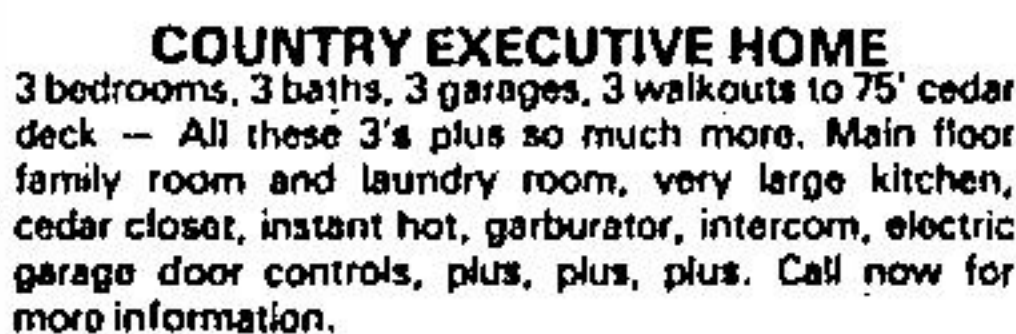 COUNTRY EXECUTIVE HOME
3 bedrooms, 3 baths, 3 garages, 3 walkouts to 75' cedar
deck — All these 3's plus so much more. Main floor
family room and laundry room, very large kitchen,
cedar closet, instant hot, garburator, intercom, electric
garage door controls, plus, plus, plus. Call now for
more information.